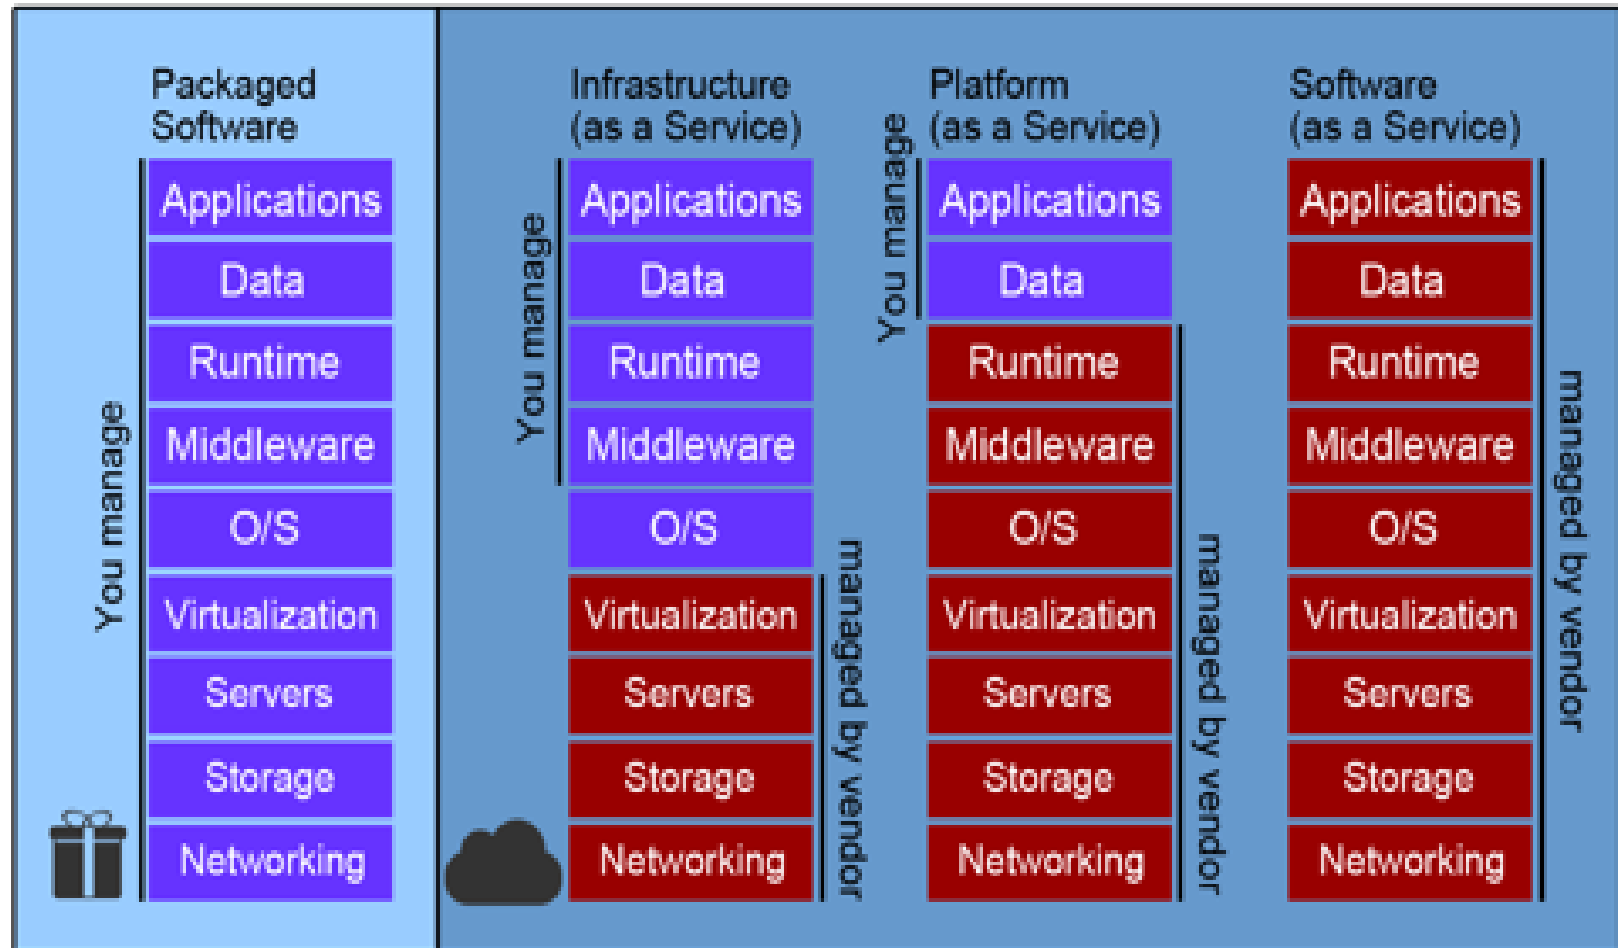 Packaged
Software
You manage
Applications
Data
Runtime
Middleware
O/S
Virtualization
Servers
Storage
Networking
Infrastructure
(as a Service)
You manage
Applications
Data
Runtime
Middleware
O/S
Virtualization
Servers
Storage
Networking
managed by vendor
Platform
(as a Service)
You manage
Applications
Data
Runtime
Middleware
O/S
Virtualization
Servers
Storage
Networking
managed by vendor
Software
(as a Service)
Applications
Data
Runtime
Middleware
O/S
Virtualization
Servers
Storage
Networking
managed by vendor